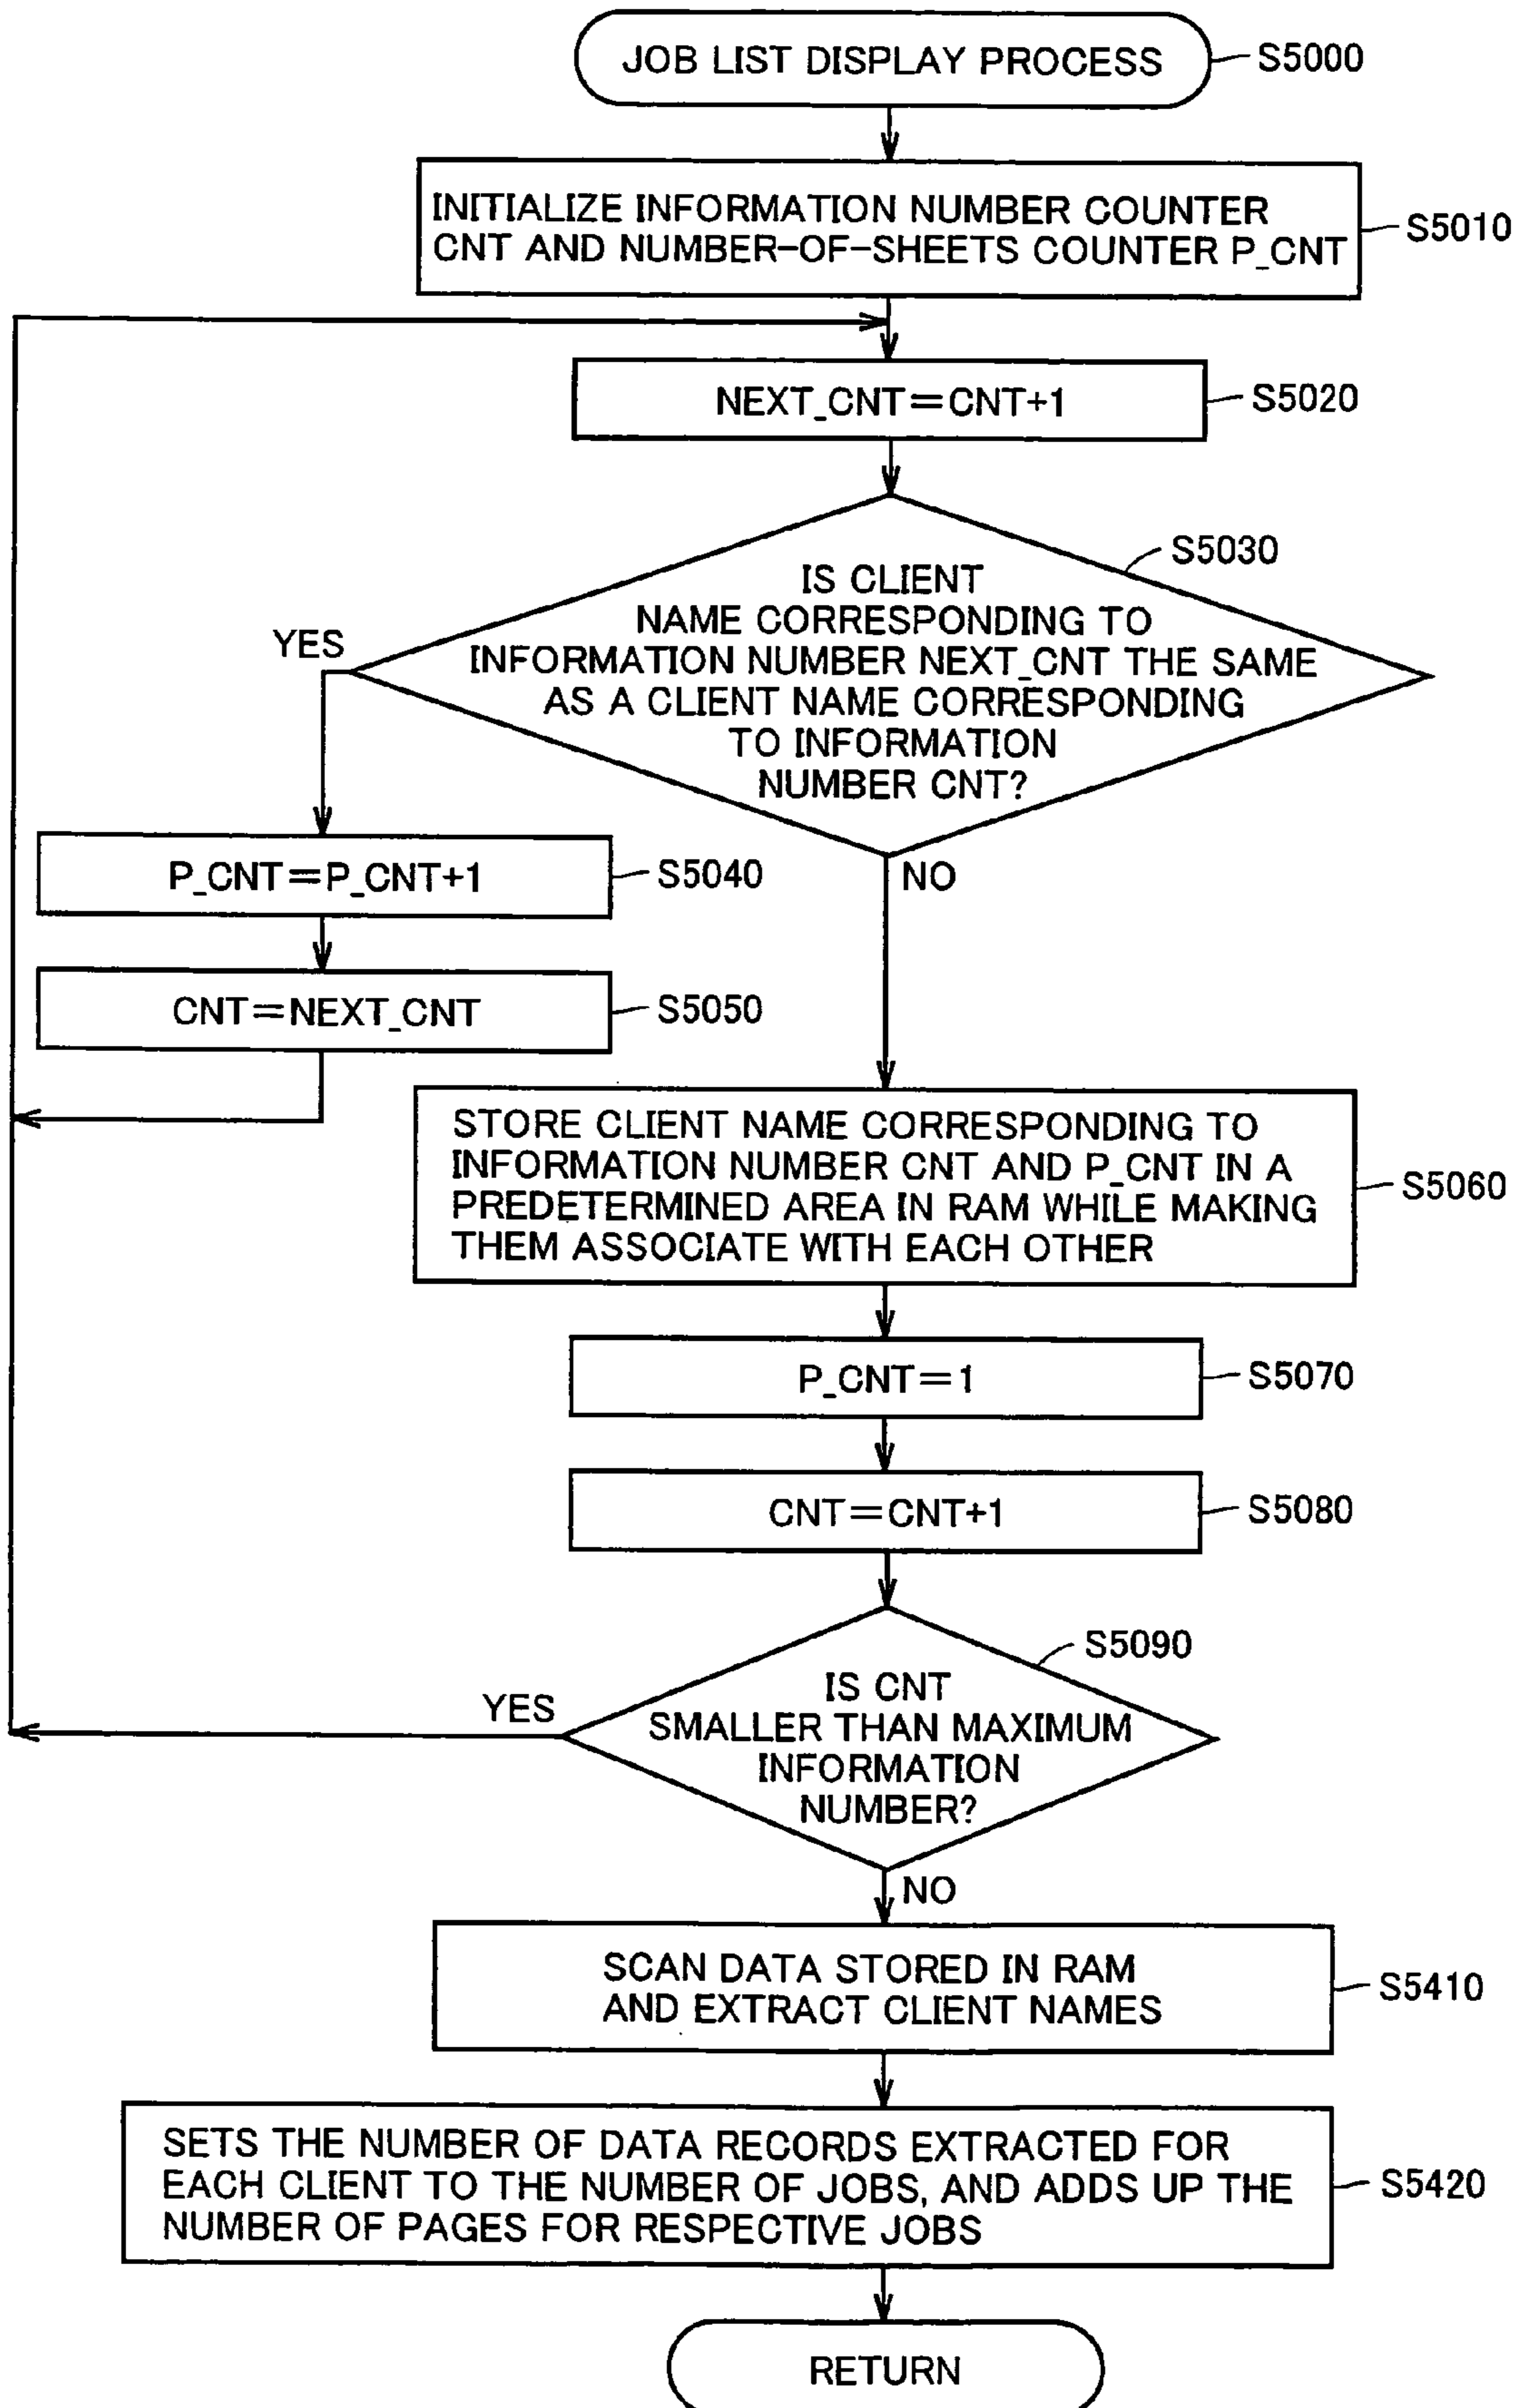 JOB LIST DISPLAY PROCESS
S5000
INITIALIZE INFORMATION NUMBER COUNTER
CNT AND NUMBER-OF-SHEETS COUNTER P_CNT
S5010
NEXT_CNT=CNT+1
S5020
S5030
IS CLIENT
NAME CORRESPONDING TO
INFORMATION NUMBER NEXT_CNT THE SAME
AS A CLIENT NAME CORRESPONDING
TO INFORMATION
NUMBER CNT?
YES
NO
P_CNT=P_CNT+1
S5040
CNT=NEXT_CNT
S5050
STORE CLIENT NAME CORRESPONDING TO
INFORMATION NUMBER CNT AND P_CNT IN A
PREDETERMINED AREA IN RAM WHILE MAKING
THEM ASSOCIATE WITH EACH OTHER
S5060
P_CNT=1
S5070
CNT=CNT+1
S5080
S5090
IS CNT
SMALLER THAN MAXIMUM
INFORMATION
NUMBER?
YES
NO
SCAN DATA STORED IN RAM
AND EXTRACT CLIENT NAMES
S5410
SETS THE NUMBER OF DATA RECORDS EXTRACTED FOR
EACH CLIENT TO THE NUMBER OF JOBS, AND ADDS UP THE
NUMBER OF PAGES FOR RESPECTIVE JOBS
S5420
RETURN